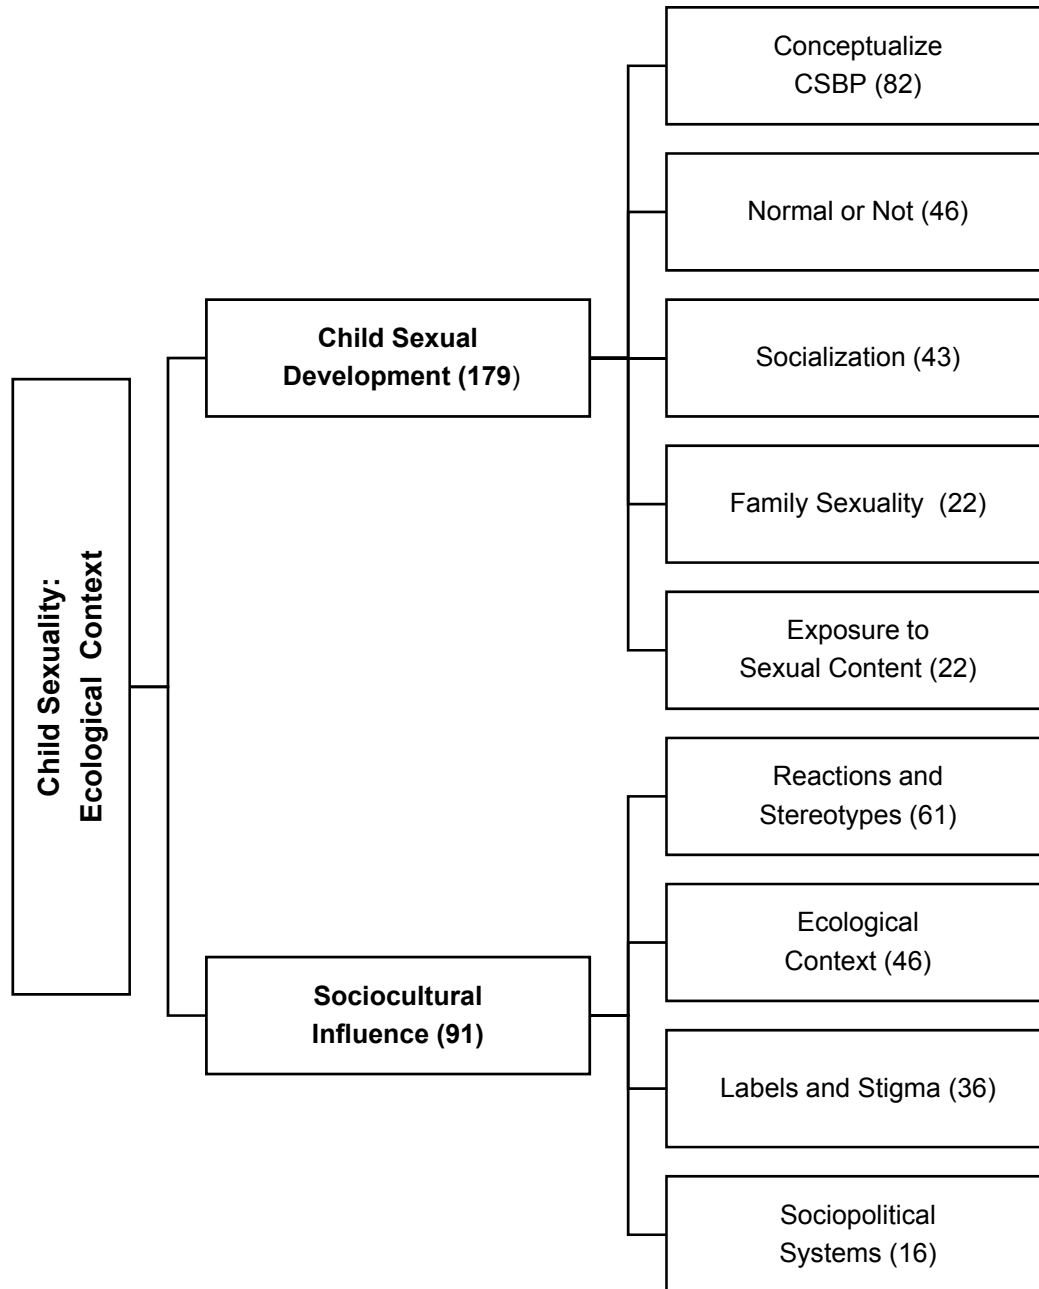 Child Sexuality:
Ecological Context
Child Sexual
Development (179)
Sociocultural
Influence (91)
Conceptualize
CSBP (82)
Normal or Not (46)
Socialization (43)
Family Sexuality (22)
Exposure to
Sexual Content (22)
Reactions and
Stereotypes (61)
Ecological
Context (46)
Labels and Stigma (36)
Sociopolitical
Systems (16)